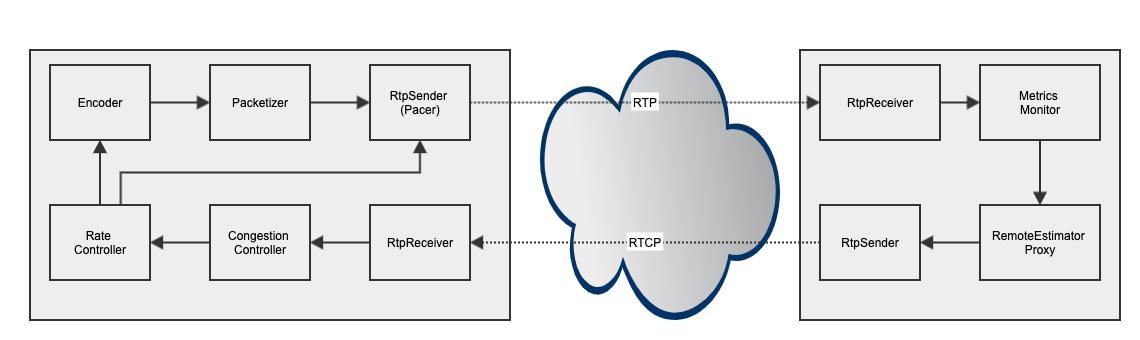 Encoder
Packetizer
RtpSender
(Pacer)
RTP
RtpReceiver
Metrics
Monitor
Rate
Controller
Congestion
Controller
RtpReceiver
RTCP
RtpSender
RemoteEstimator
Proxy